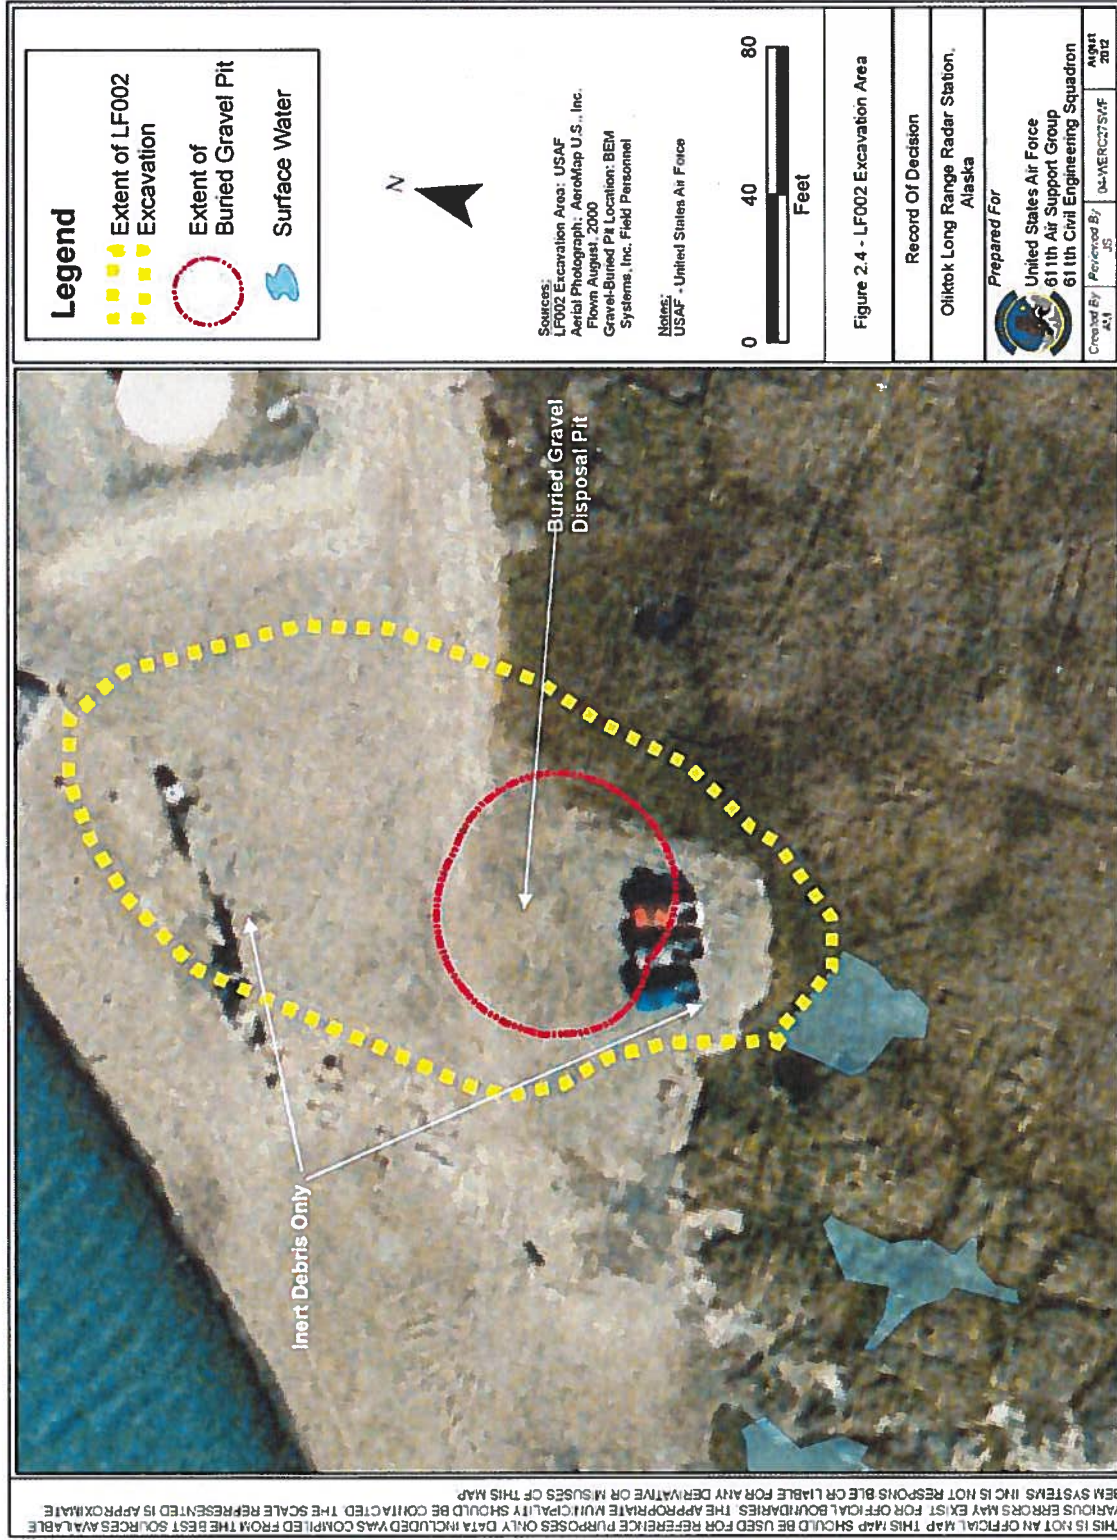 Legend
Extent of LF002
Excavation
Extent of
Buried Gravel Pit
Surface Water
N
Sources:
LF002 Excavation Area: USAF
Aerial Photograph: AeroMap U.S., Inc.
Flown August, 2000
Gravel-Buried Pit Location: BEM
Systems, Inc. Field Personnel
Notes:
USAF - United States Air Force
0 40 80
Feet
Figure 2.4 - LF002 Excavation Area
Record Of Decision
Oliktok Long Range Radar Station,
Alaska
Prepared For
United States Air Force
611th Air Support Group
611th Civil Engineering Squadron
Created By
Reviewed By
JS
August
2012
Inert Debris Only
Buried Gravel
Disposal Pit
THIS IS NOT AN OFFICIAL MAP. THIS MAP SHOULD BE USED FOR REFERENCE PURPOSES ONLY. DATA INCLUDED WAS COMPILED FROM THE BEST SOURCES AVAILABLE
VARIOUS ERRORS MAY EXIST. FOR OFFICIAL BOUNDARIES, THE APPROPRIATE MUNICIPALITY SHOULD BE CONTACTED. THE SCALE REPRESENTED IS APPROXIMATE
BEM SYSTEMS INC IS NOT RESPONSIBLE OR LIABLE FOR ANY DERIVATIVE OR MISUSES OF THIS MAP